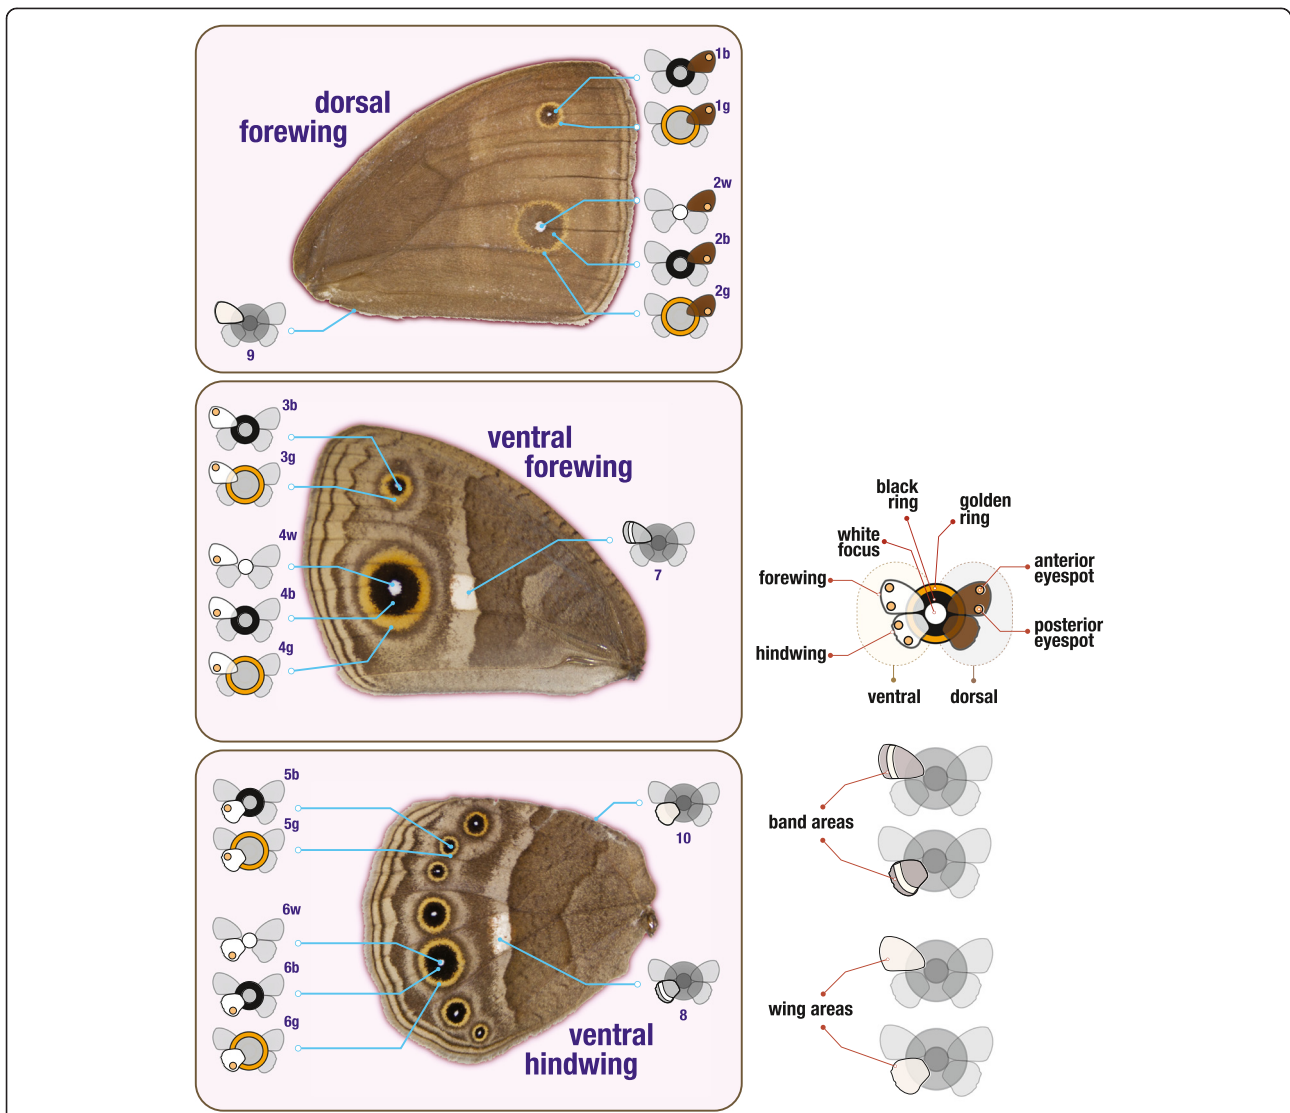 dorsal
forewing
1b
1g
2w
2b
2g
9
3b
3g
4w
4b
4g
ventral
forewing
7
5b
5g
6w
6b
6g
10
8
ventral
hindwing
black
ring
golden
ring
white
focus
forewing
anterior
eyespot
posterior
eyespot
hindwing
ventral
dorsal
band areas
wing areas